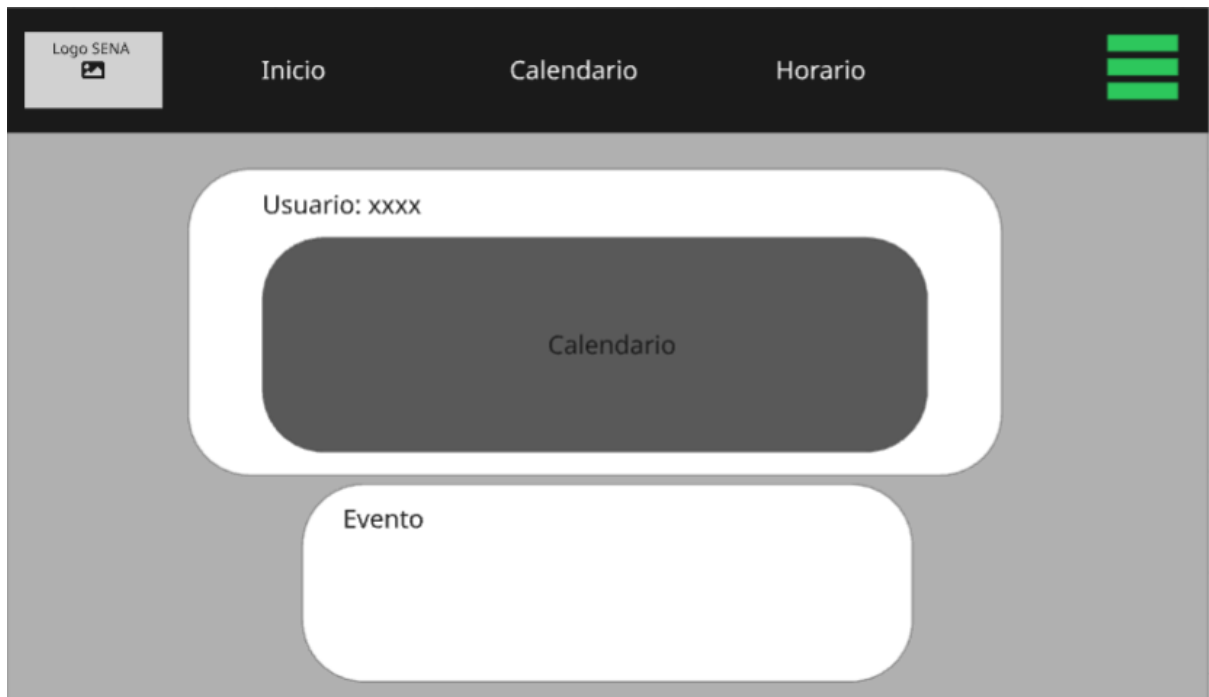 Logo SENA
Inicio
Calendario
Horario
Usuario: xxxx
Calendario
Evento